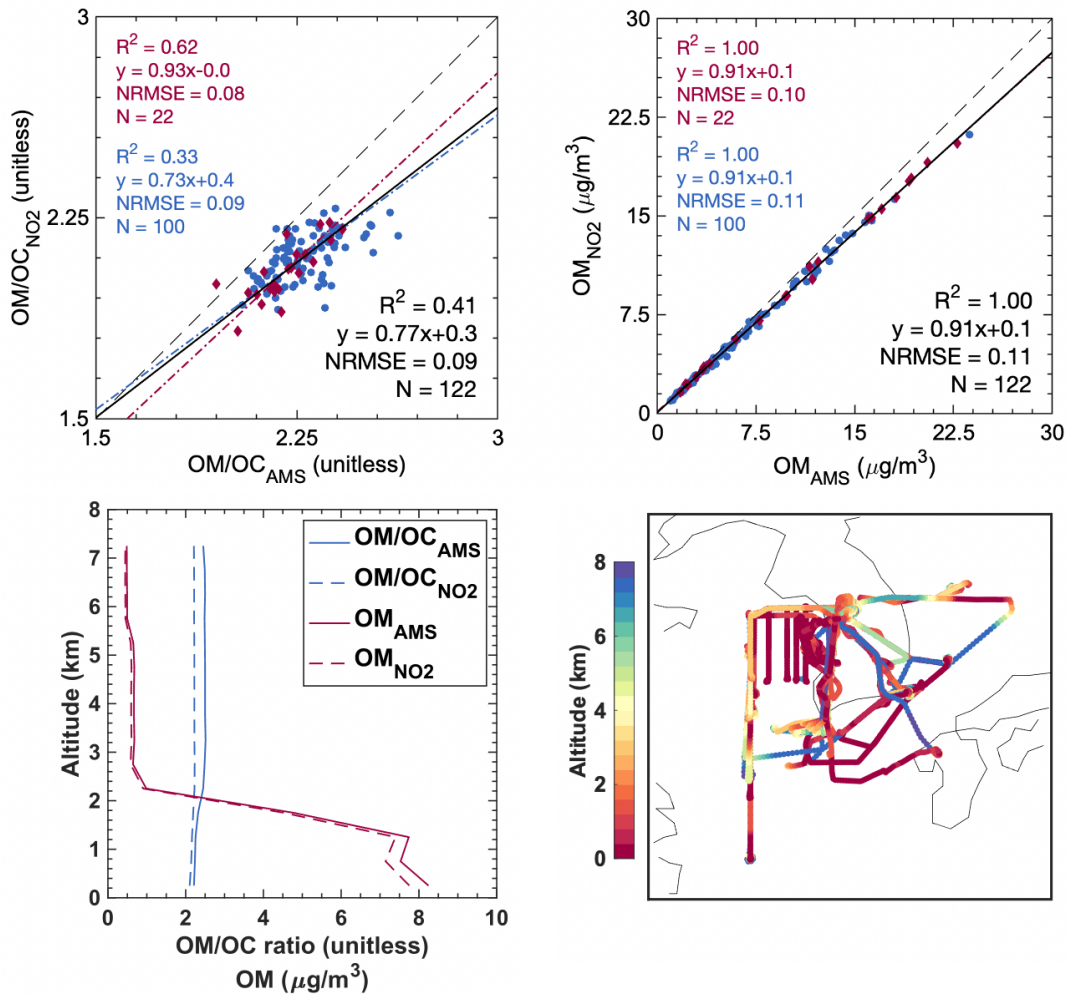 3
R² = 0.62
y = 0.93x-0.0
NRMSE = 0.08
N = 22
R² = 0.33
y = 0.73x+0.4
NRMSE = 0.09
N = 100
R² = 0.41
y = 0.77x+0.3
NRMSE = 0.09
N = 122
OM/OC_NO2 (unitless)
2.25
1.5
1.5
2.25
3
OM/OC_AMS (unitless)
30
R² = 1.00
y = 0.91x+0.1
NRMSE = 0.10
N = 22
R² = 1.00
y = 0.91x+0.1
NRMSE = 0.11
N = 100
R² = 1.00
y = 0.91x+0.1
NRMSE = 0.11
N = 122
OM_NO2 (μg/m³)
22.5
15
7.5
0
0
7.5
15
22.5
30
OM_AMS (μg/m³)
8
7
6
5
4
3
2
1
0
Altitude (km)
OM/OC_AMS
OM/OC_NO2
OM_AMS
OM_NO2
0
2
4
6
8
10
OM/OC ratio (unitless)
OM (μg/m³)
Altitude (km)
8
6
4
2
0